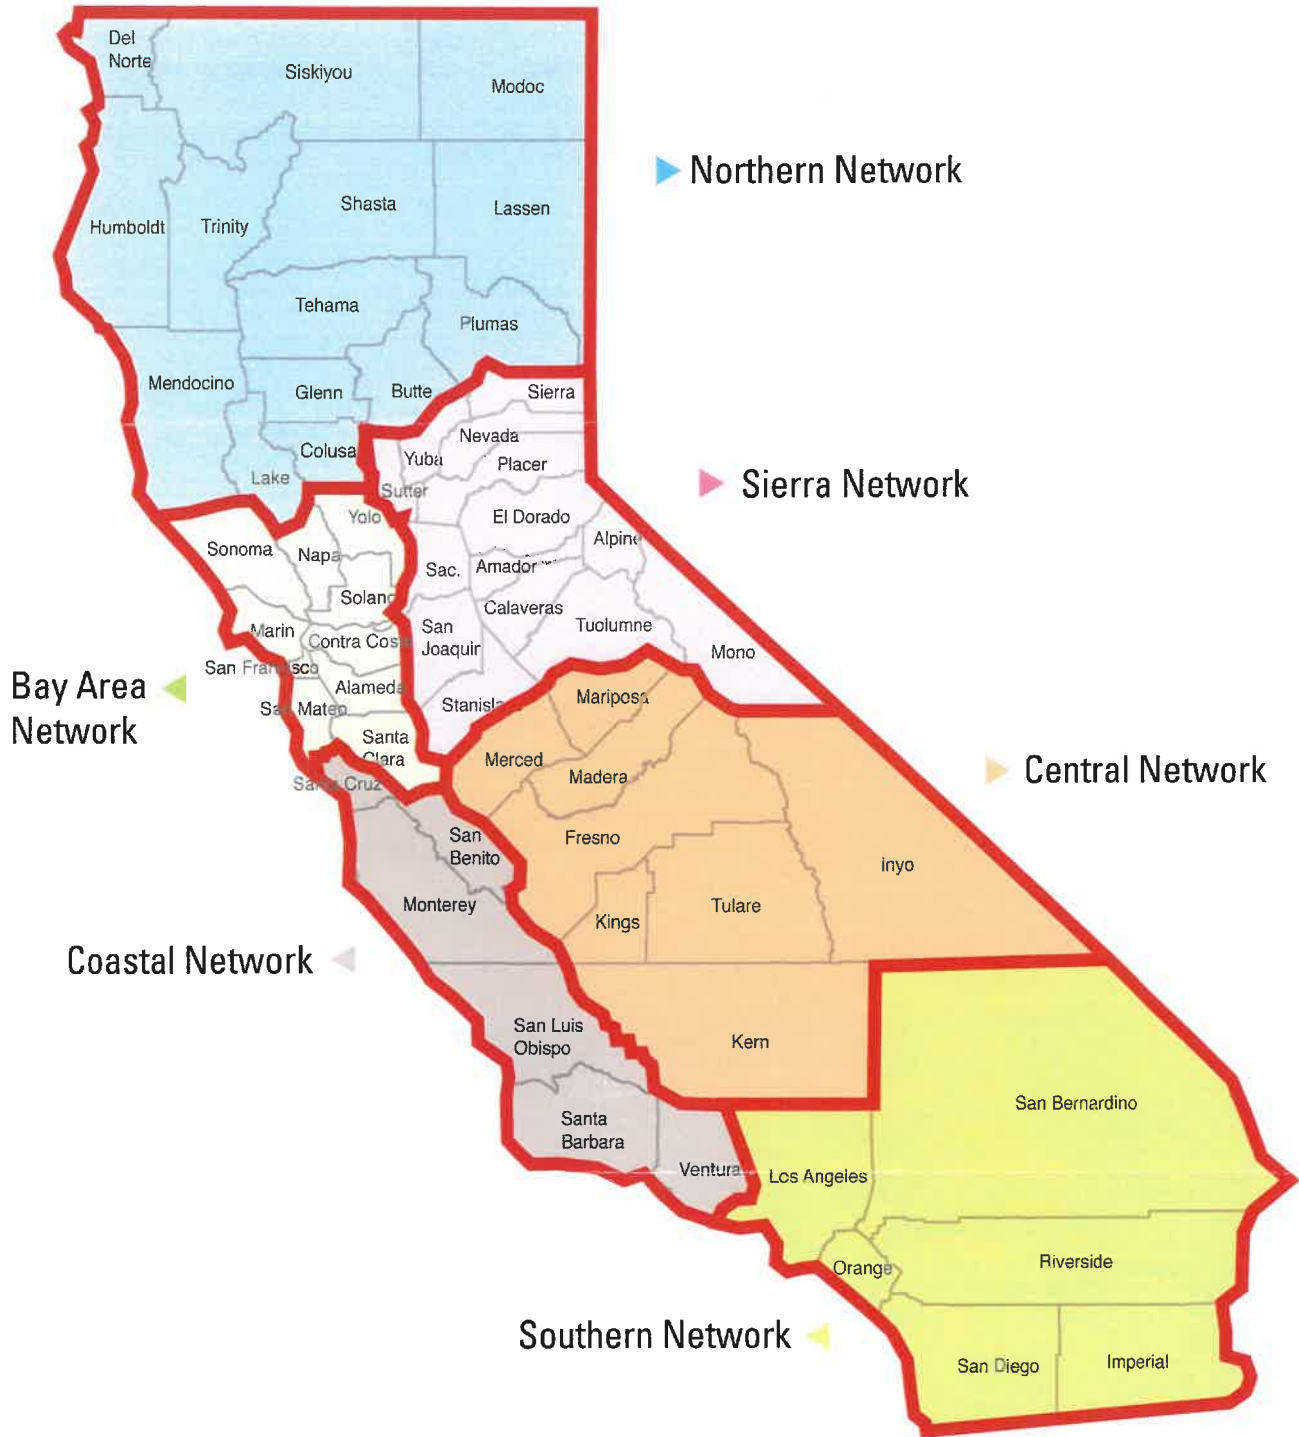 Del
Norte
Siskiyou
Modoc
Northern Network
Humboldt
Trinity
Shasta
Lassen
Tehama
Plumas
Mendocino
Glenn
Butte
Sierra
Colusa
Nevada
Yuba
Placer
Lake
Sutter
Sierra Network
Yolo
El Dorado
Sonoma
Napa
Alpine
Sac.
Amador
Solano
Calaveras
Marin
Contra Costa
San
Joaquin
Tuolumne
Mono
San Francisco
Bay Area
Network
Alameda
Mariposa
San Mateo
Stanisla
Santa
Clara
Merced
Madera
Central Network
Santa Cruz
San
Benito
Fresno
Inyo
Monterey
Kings
Tulare
Coastal Network
San Luis
Obispo
Kern
San Bernardino
Santa
Barbara
Ventura
Los Angeles
Orange
Riverside
Southern Network
San Diego
Imperial